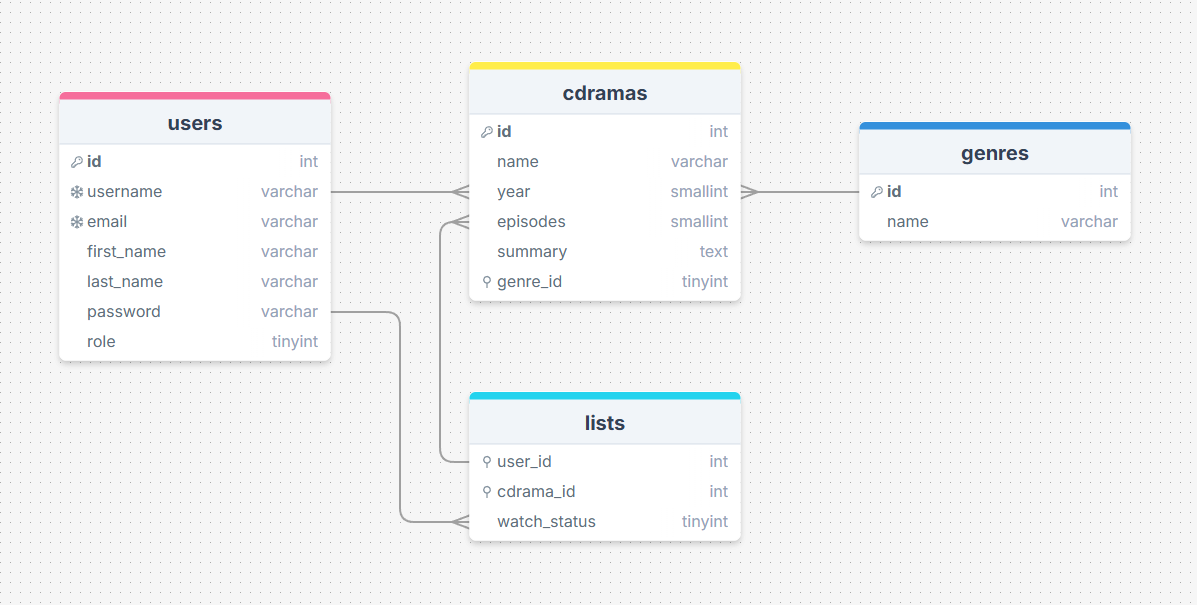 users
id int
username varchar
email varchar
first_name varchar
last_name varchar
password varchar
role tinyint
cdramas
id int
name varchar
year smallint
episodes smallint
summary text
genre_id tinyint
genres
id int
name varchar
lists
user_id int
cdrama_id int
watch_status tinyint